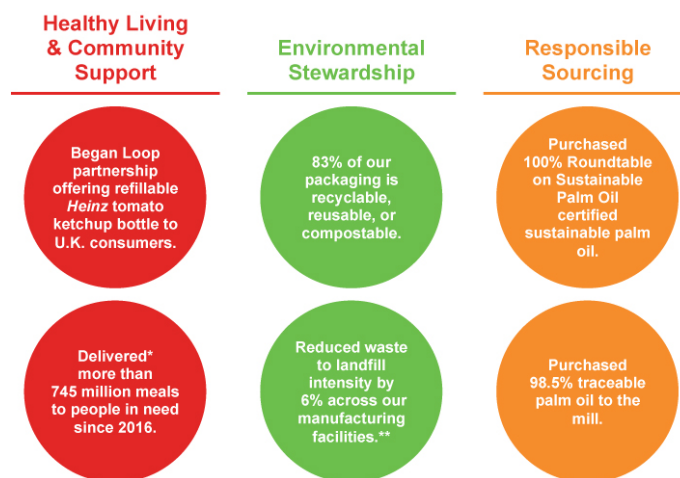 Healthy Living
& Community
Support
Began Loop
partnership
offering refillable
Heinz tomato
ketchup bottle to
U.K. consumers.
Delivered*
more than
745 million meals
to people in need
since 2016.
Environmental
Stewardship
83% of our
packaging is
recyclable,
reusable, or
compostable.
Reduced waste
to landfill
intensity by
6% across our
manufacturing
facilities.**
Responsible
Sourcing
Purchased
100% Roundtable
on Sustainable
Palm Oil
certified
sustainable palm
oil.
Purchased
98.5% traceable
palm oil to the
mill.